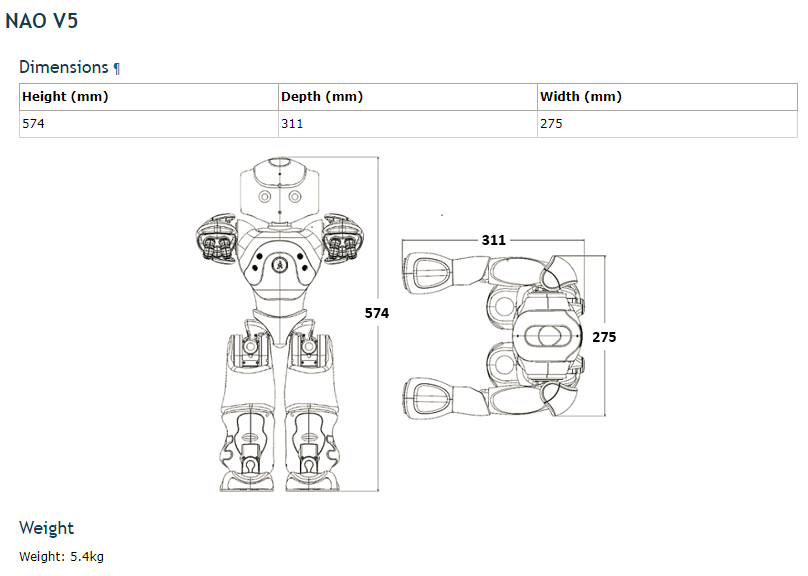 NAO V5
Dimensions ¶
Height (mm) Depth (mm) Width (mm)
574 311 275
311
574
275
Weight
Weight: 5.4kg